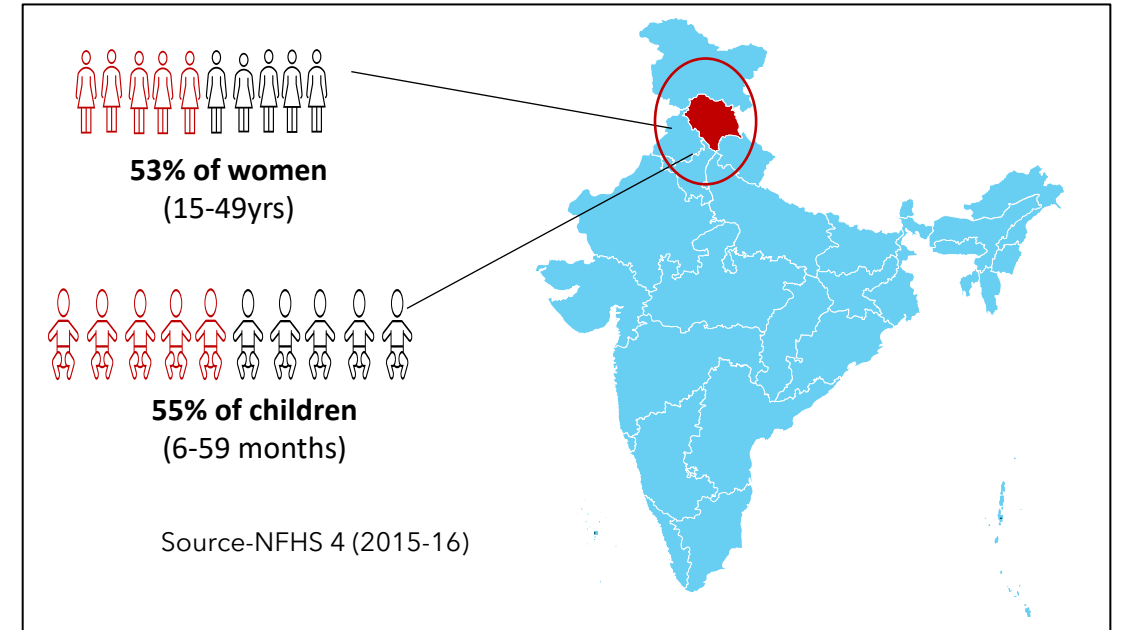 53% of women
(15-49yrs)
55% of children
(6-59 months)
Source-NFHS 4 (2015-16)